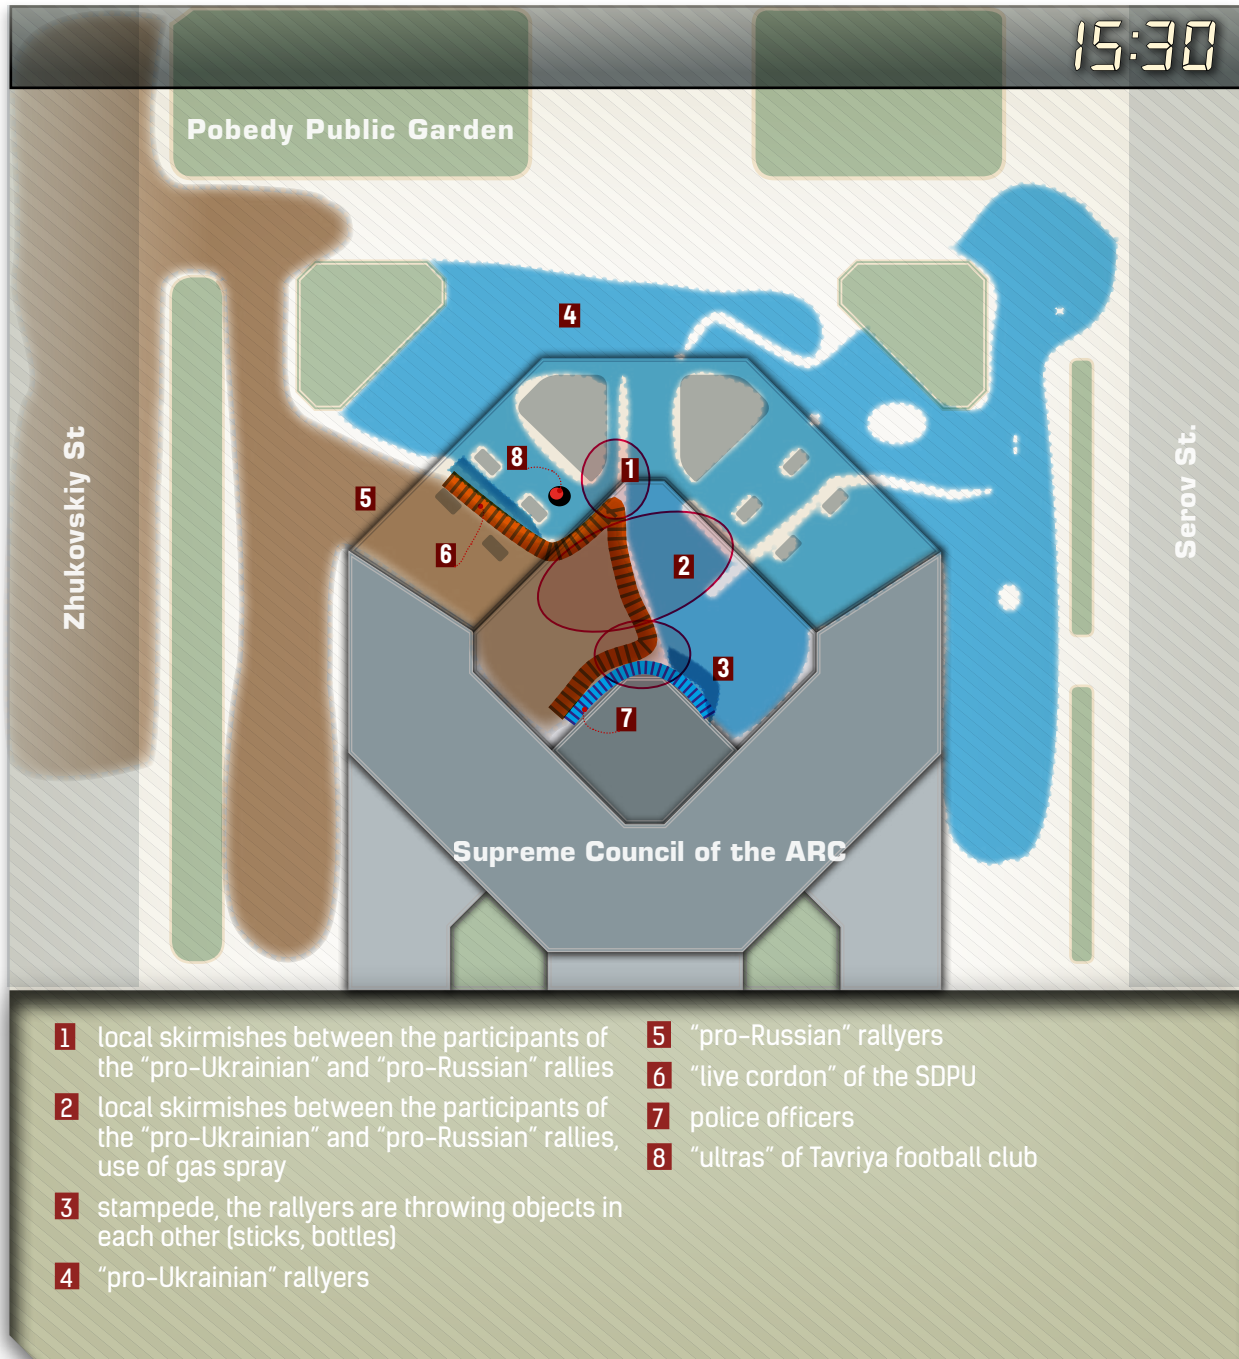 15:30
Pobedy Public Garden
4
8
1
5
6
2
3
7
Zhukovskiy St
Serov St.
Supreme Council of the ARC
1 local skirmishes between the participants of
the “pro-Ukrainian” and “pro-Russian” rallies
2 local skirmishes between the participants of
the “pro-Ukrainian” and “pro-Russian” rallies,
use of gas spray
3 stampede, the rallyers are throwing objects in
each other (sticks, bottles)
4 “pro-Ukrainian” rallyers
5 “pro-Russian” rallyers
6 “live cordon” of the SDPU
7 police officers
8 “ultras” of Tavriya football club